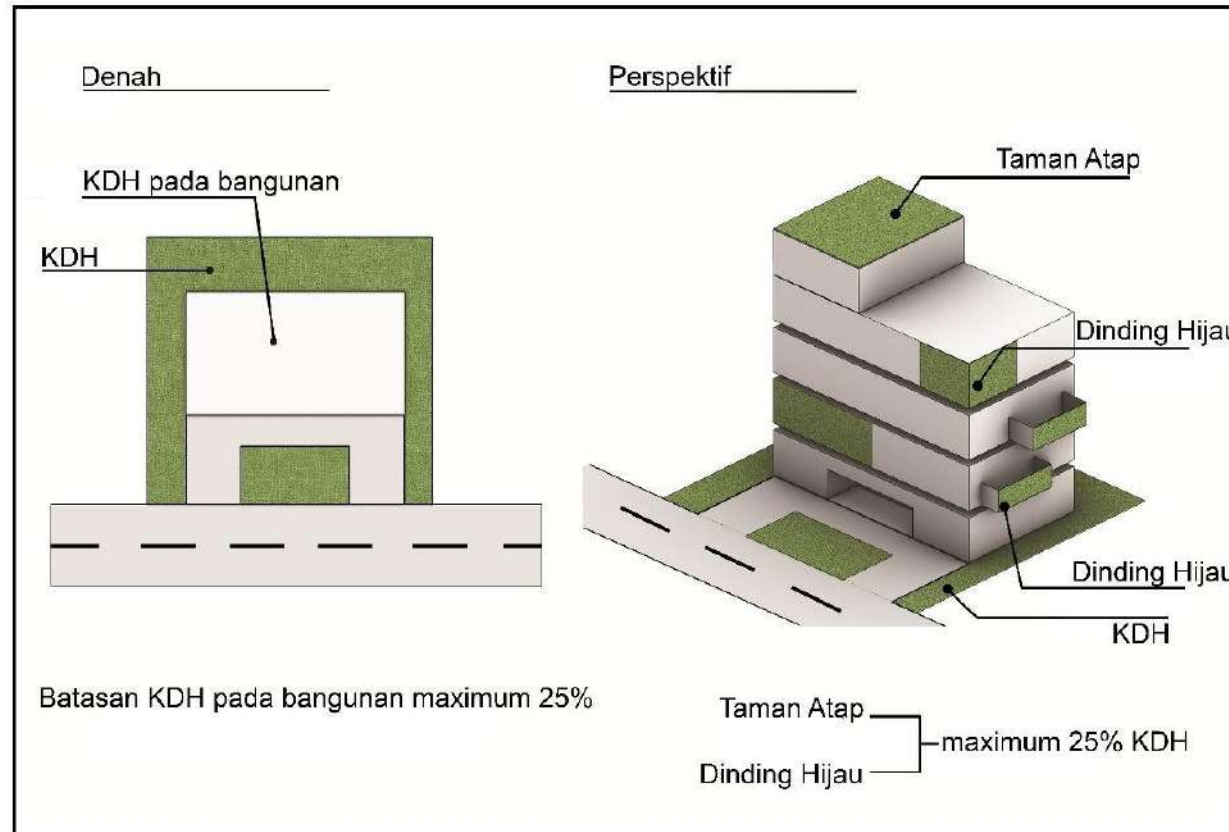 Denah
Perspektif
KDH pada bangunan
Taman Atap
KDH
Dinding Hijau
Dinding Hijau
KDH
Batasan KDH pada bangunan maximum 25%
Taman Atap
maximum 25% KDH
Dinding Hijau